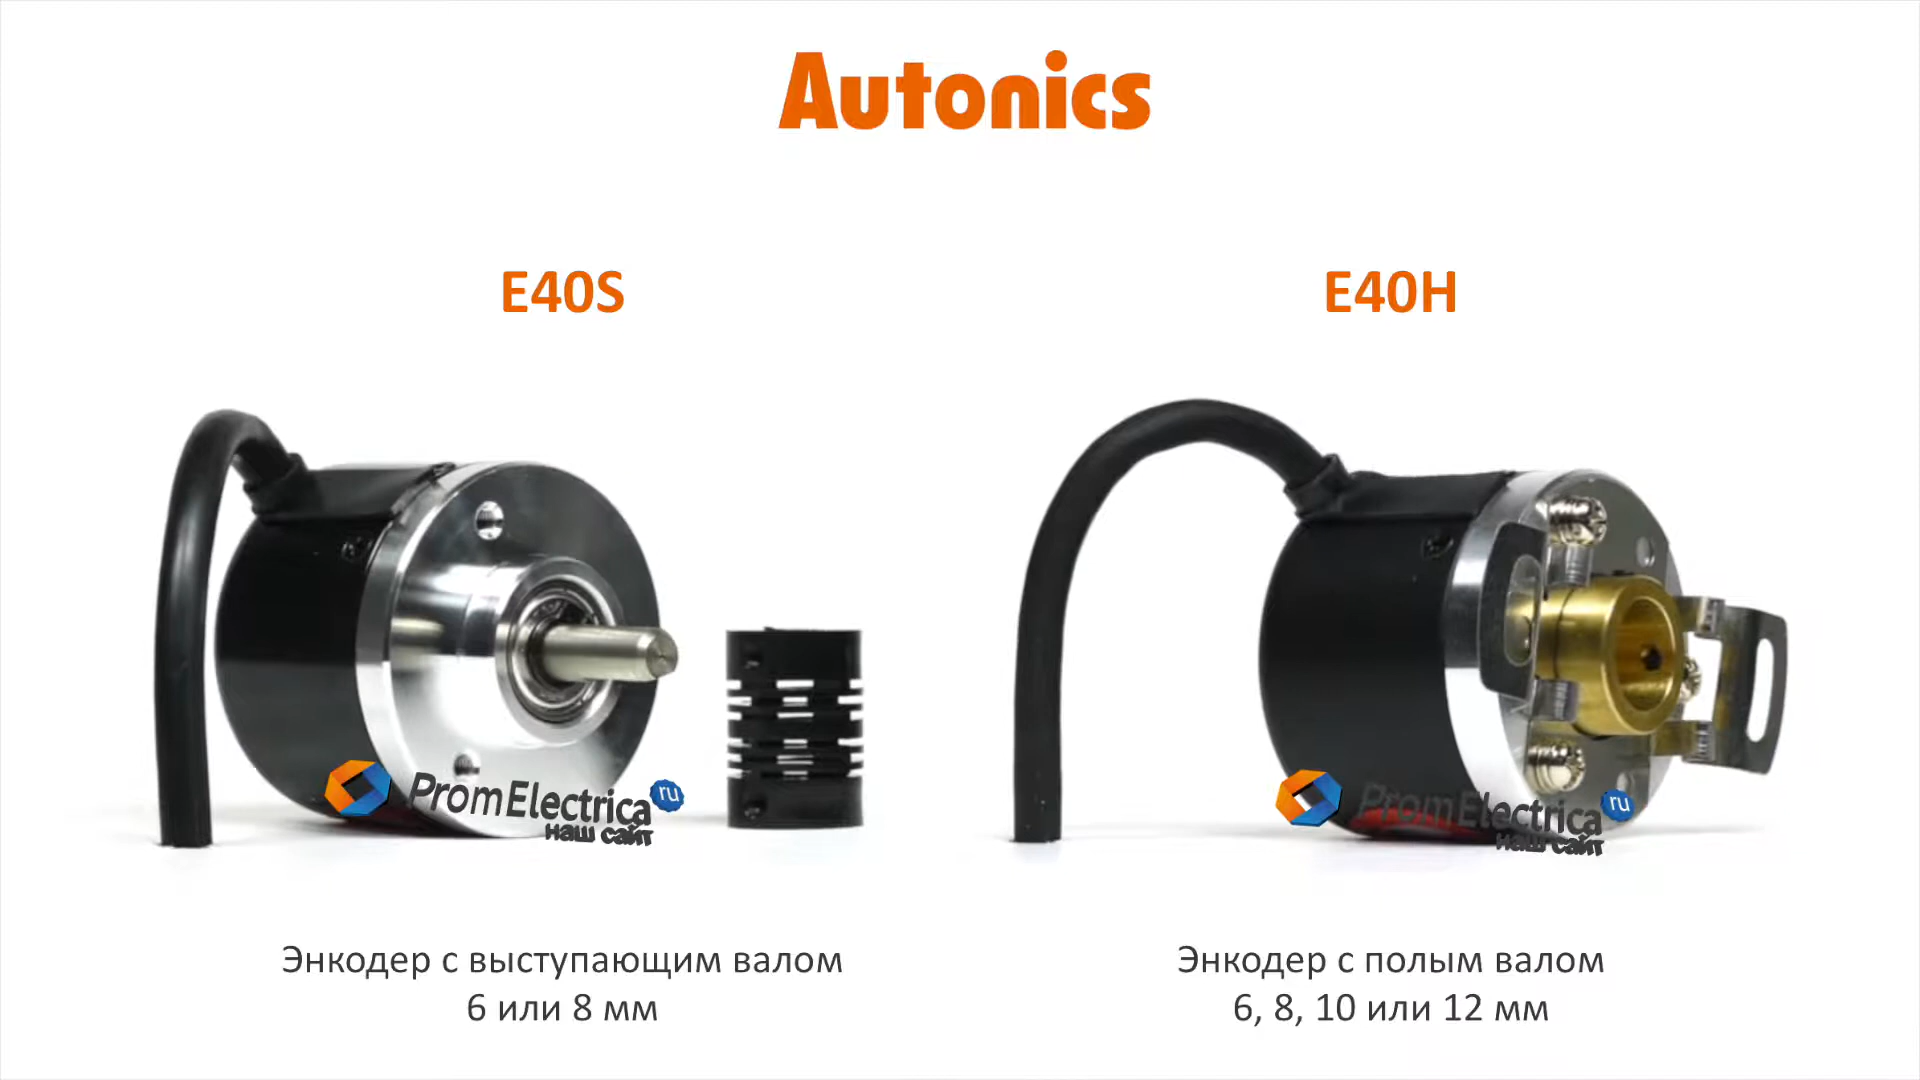 Autonics
E40S
E40H
PromElectrica ru
наш сайт
PromElectrica ru
наш сайт
Энкодер с выступающим валом
6 или 8 мм
Энкодер с полым валом
6, 8, 10 или 12 мм